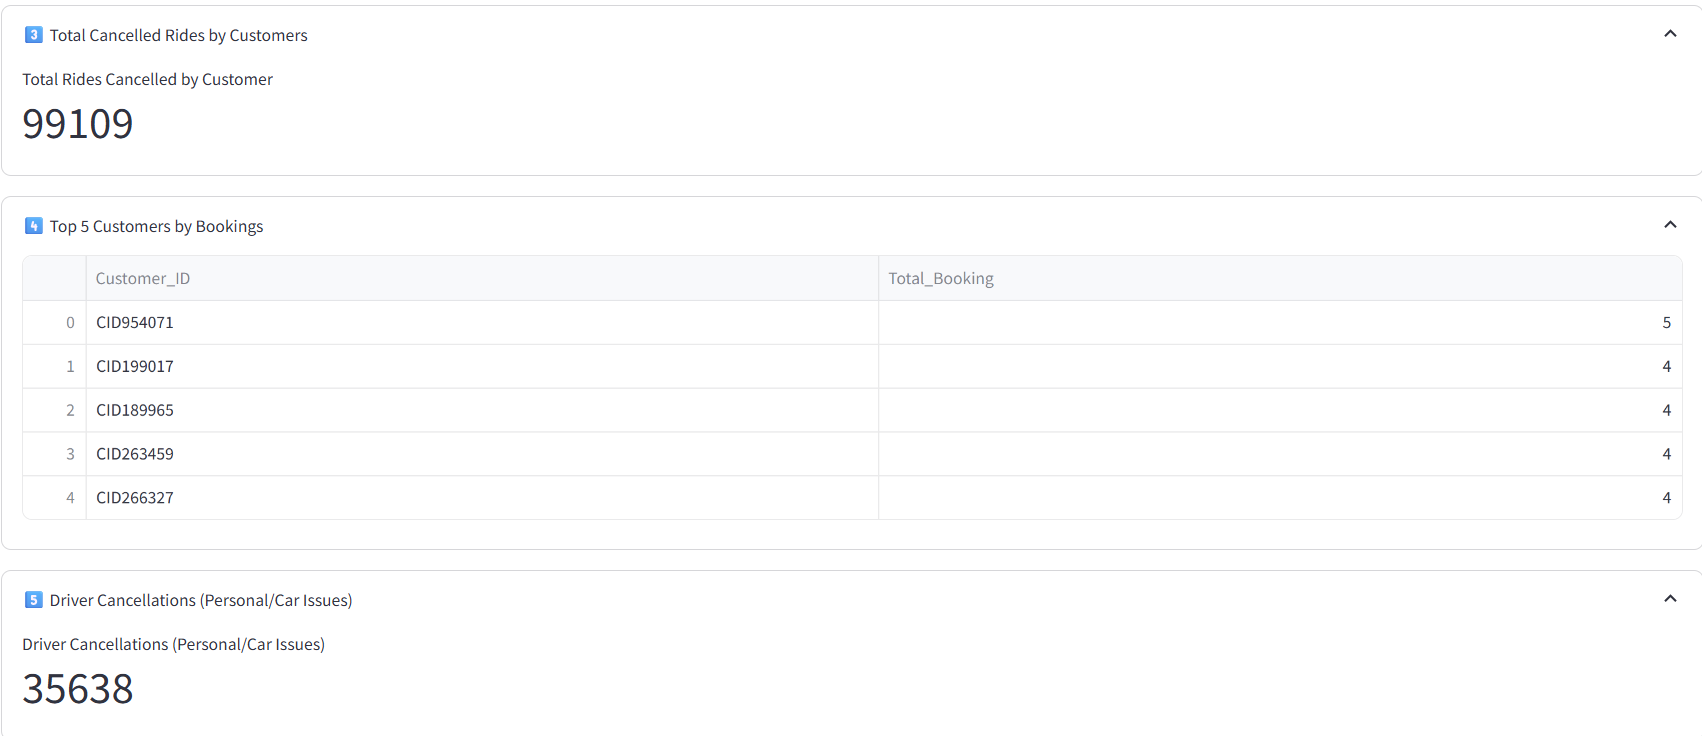 3️⃣ Total Cancelled Rides by Customers
Total Rides Cancelled by Customer
99109
4️⃣ Top 5 Customers by Bookings
Customer_ID Total_Booking
0 CID954071 5
1 CID199017 4
2 CID189965 4
3 CID263459 4
4 CID266327 4
5️⃣ Driver Cancellations (Personal/Car Issues)
Driver Cancellations (Personal/Car Issues)
35638